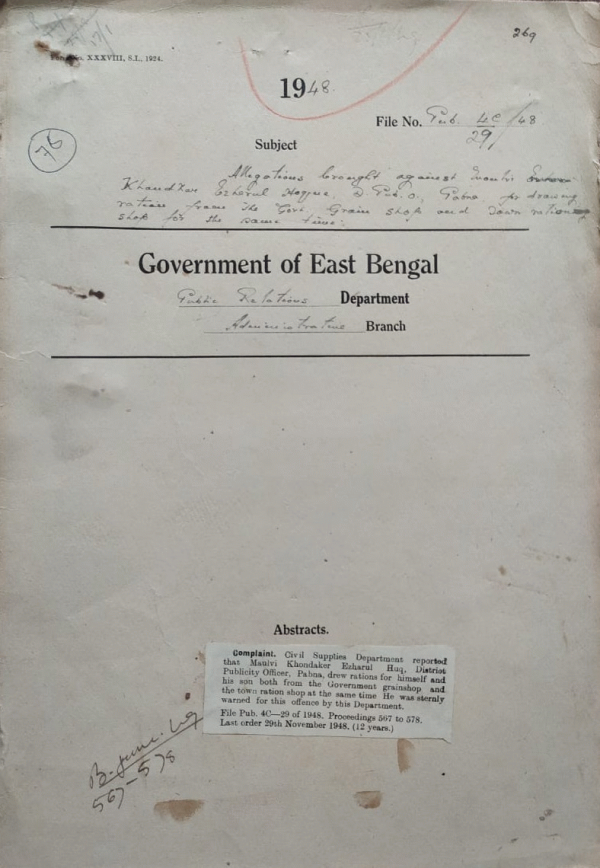 269
Form No. XXXVIII, S.I., 1924.
1948.
File No. Pub. 4C/48
29/
76
Subject
Allegations brought against Moulvi
Khandkar Ezharul Hoque, D. Pub. O., Pabna for drawing
ration from the Govt. Grain shop and Town ration
shop for the same time.
Government of East Bengal
Public Relations Department
Administrative Branch
Abstracts.
Complaint. Civil Supplies Department reported
that Maulvi Khondaker Ezharul Huq, District
Publicity Officer, Pabna, drew rations for himself and
his son both from the Government grainshop and
the town ration shop at the same time He was sternly
warned for this offence by this Department.
File Pub. 4C—29 of 1948. Proceedings 567 to 578.
Last order 29th November 1948. (12 years.)
567–578